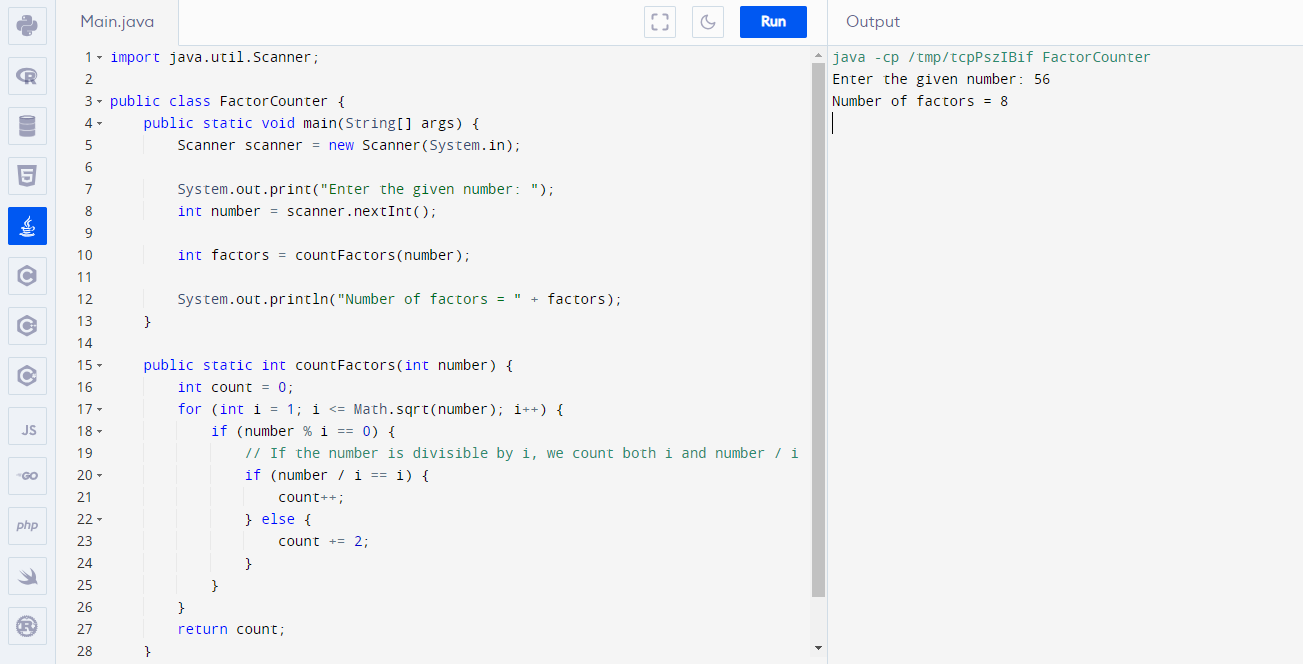 Main.java
Run
Output
1 import java.util.Scanner;
2
3 public class FactorCounter {
4     public static void main(String[] args) {
5         Scanner scanner = new Scanner(System.in);
6
7         System.out.print("Enter the given number: ");
8         int number = scanner.nextInt();
9
10         int factors = countFactors(number);
11
12         System.out.println("Number of factors = " + factors);
13     }
14
15     public static int countFactors(int number) {
16         int count = 0;
17         for (int i = 1; i <= Math.sqrt(number); i++) {
18             if (number % i == 0) {
19                 // If the number is divisible by i, we count both i and number / i
20                 if (number / i == i) {
21                     count++;
22                 } else {
23                     count += 2;
24                 }
25             }
26         }
27         return count;
28     }
java -cp /tmp/tcpPszIBif FactorCounter
Enter the given number: 56
Number of factors = 8
R
5
C
C
C
JS
GO
php
R